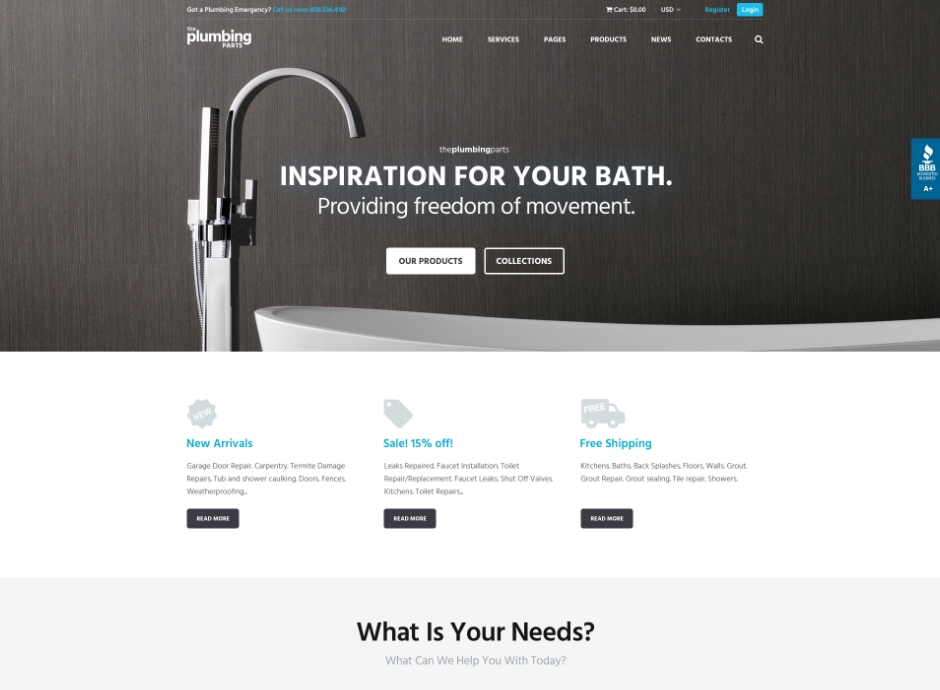 Got a Plumbing Emergency? Call us now: 858.536.4161
Cart: $0.00
USD
Register
Login
the
plumbing
PARTS
HOME
SERVICES
PAGES
PRODUCTS
NEWS
CONTACTS
theplumbingparts
INSPIRATION FOR YOUR BATH.
Providing freedom of movement.
OUR PRODUCTS
COLLECTIONS
BBB
ACCREDITED
BUSINESS
A+
NEW
FREE
New Arrivals
Garage Door Repair. Carpentry. Termite Damage
Repairs. Tub and shower caulking. Doors. Fences.
Weatherproofing...
READ MORE
Sale! 15% off!
Leaks Repaired. Faucet Installation. Toilet
Repair/Replacement. Faucet Leaks. Shut Off Valves.
Kitchens. Toilet Repairs...
READ MORE
Free Shipping
Kitchens. Baths. Back Splashes. Floors. Walls. Grout.
Grout Repair. Grout sealing. Tile repair. Showers.
READ MORE
What Is Your Needs?
What Can We Help You With Today?